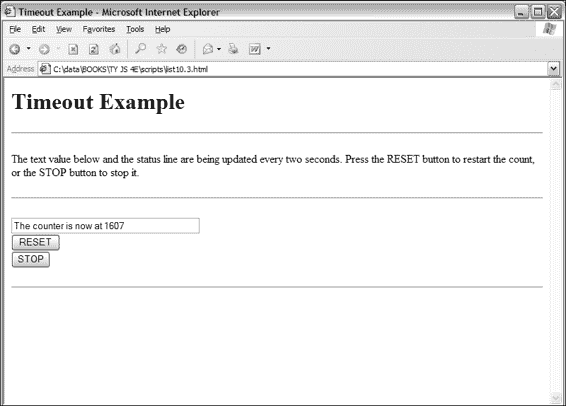 Timeout Example - Microsoft Internet Explorer
File Edit View Favorites Tools Help
Address C:\data\BOOKS\TY JS 4E\scripts\list10.3.html
Timeout Example
The text value below and the status line are being updated every two seconds. Press the RESET button to restart the count,
or the STOP button to stop it.
The counter is now at 1607
RESET
STOP